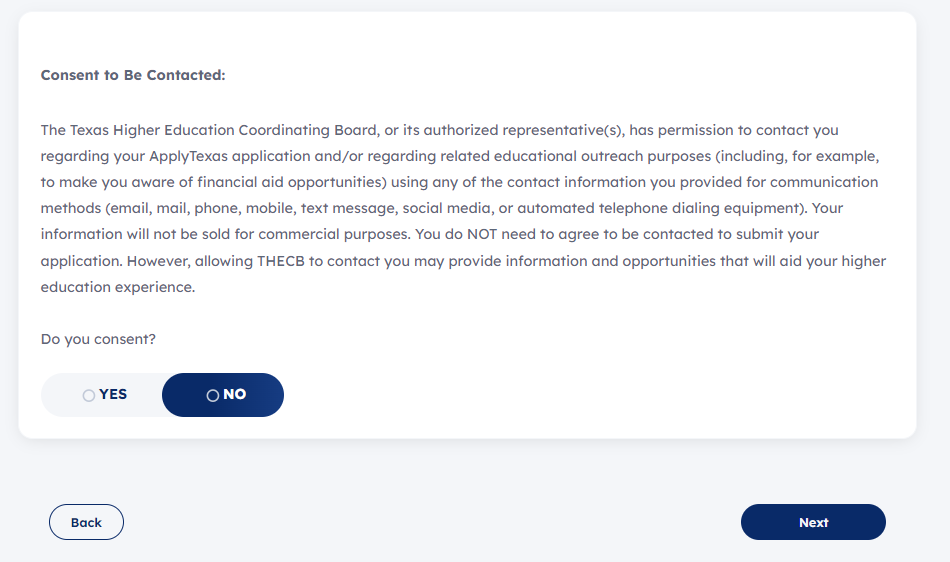 Consent to Be Contacted:
The Texas Higher Education Coordinating Board, or its authorized representative(s), has permission to contact you
regarding your ApplyTexas application and/or regarding related educational outreach purposes (including, for example,
to make you aware of financial aid opportunities) using any of the contact information you provided for communication
methods (email, mail, phone, mobile, text message, social media, or automated telephone dialing equipment). Your
information will not be sold for commercial purposes. You do NOT need to agree to be contacted to submit your
application. However, allowing THECB to contact you may provide information and opportunities that will aid your higher
education experience.
Do you consent?
YES NO
Back Next